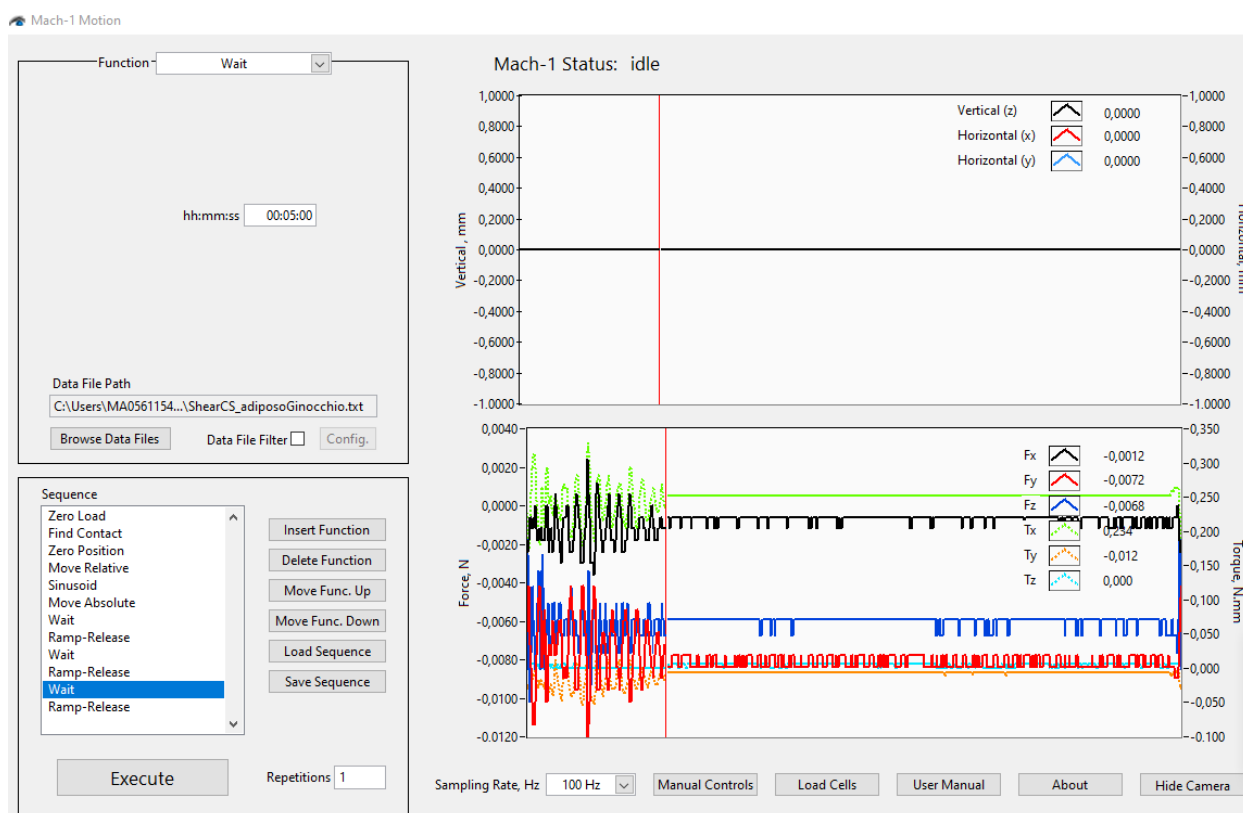 Mach-1 Motion
Function
Wait
hh:mm:ss 00:05:00
Data File Path
C:\Users\MA0561154...\ShearCS_adiposoGinocchio.txt
Browse Data Files
Data File Filter
Config.
Sequence
Zero Load
Find Contact
Zero Position
Move Relative
Sinusoid
Move Absolute
Wait
Ramp-Release
Wait
Ramp-Release
Wait
Ramp-Release
Insert Function
Delete Function
Move Func. Up
Move Func. Down
Load Sequence
Save Sequence
Execute
Repetitions 1
Mach-1 Status: idle
Vertical , mm
1,0000
0,8000
0,6000
0,4000
0,2000
0,0000
-0,2000
-0,4000
-0,6000
-0,8000
-1.0000
Vertical (z) 0,0000
Horizontal (x) 0,0000
Horizontal (y) 0,0000
1,0000
0,8000
0,6000
0,4000
0,2000
0,0000
-0,2000
-0,4000
-0,6000
-0,8000
-1.0000
Horizontal, mm
Force, N
0,0040
0,0020
0,0000
-0,0020
-0,0040
-0,0060
-0,0080
-0,0100
-0.0120
Fx -0,0012
Fy -0,0072
Fz -0,0068
Tx 0,234
Ty -0,012
Tz 0,000
0,350
0,300
0,250
0,200
0,150
0,100
0,050
0,000
-0,050
-0.100
Torque, N.mm
Sampling Rate, Hz 100 Hz
Manual Controls
Load Cells
User Manual
About
Hide Camera